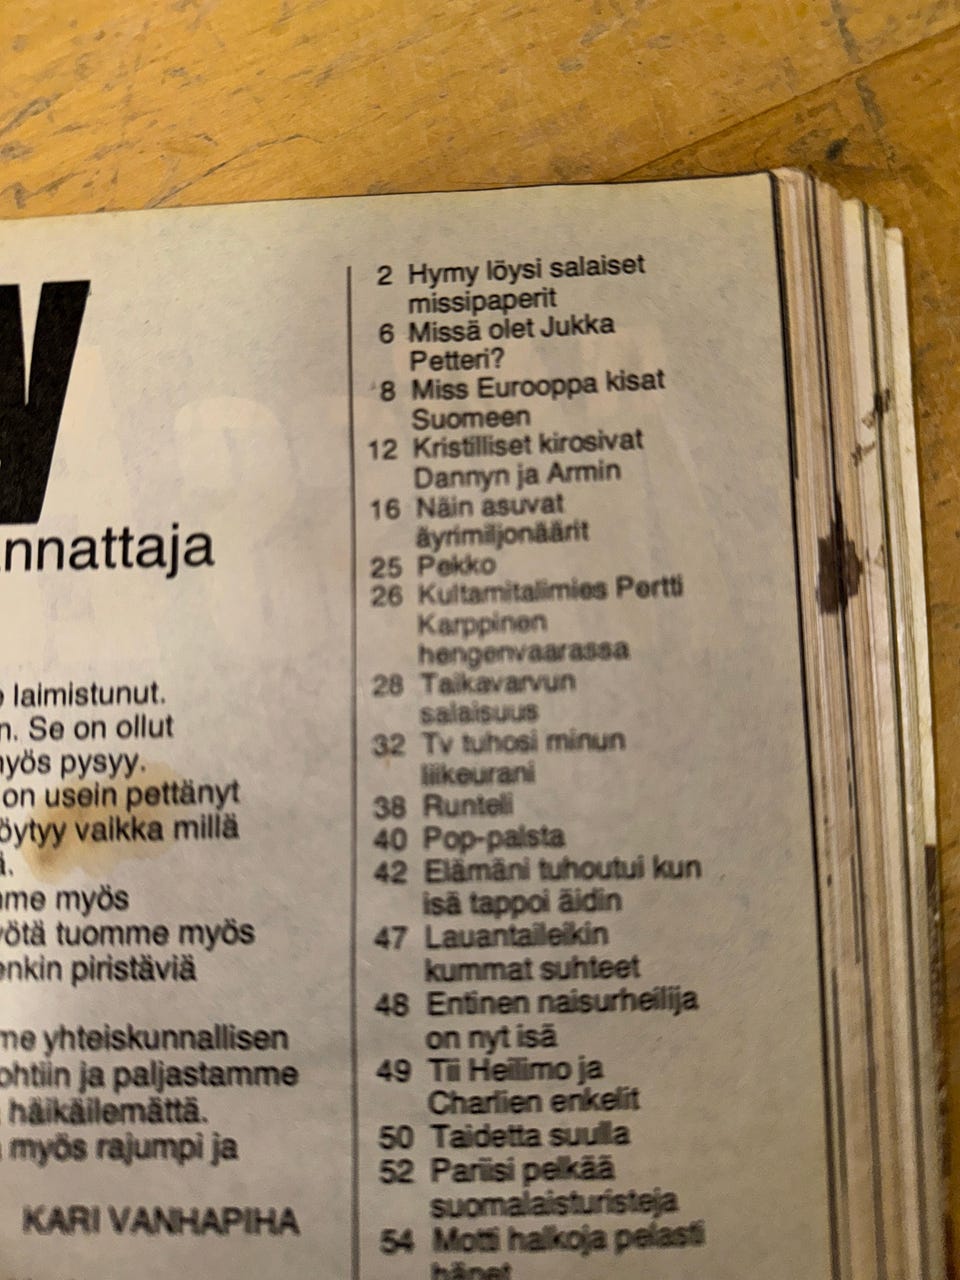 Y
nnattaja
laimistunut.
n. Se on ollut
yös pysyy.
on usein pettänyt
öytyy vaikka millä
me myös
ötä tuomme myös
enkin piristäviä
me yhteiskunnallisen
ohtiin ja paljastamme
häikäilemättä.
myös rajumpi ja
KARI VANHAPIHA
2 Hymy löysi salaiset
missipaperit
6 Missä olet Jukka
Petteri?
8 Miss Eurooppa kisat
Suomeen
12 Kristilliset kirosivat
Dannyn ja Armin
16 Näin asuvat
äyrimiljonäärit
25 Pekko
26 Kultamitalimies Pertti
Karppinen
hengenvaarassa
28 Taikavarvun
salaisuus
32 Tv tuhosi minun
liikeurani
38 Runteli
40 Pop-palsta
42 Elämäni tuhoutui kun
isä tappoi äidin
47 Lauantaileikin
kummat suhteet
48 Entinen naisurheilija
on nyt isä
49 Tii Heilimo ja
Charlien enkelit
50 Taidetta suulla
52 Pariisi pelkää
suomalaisturisteja
54 Motti halkoja pelasti
hänet